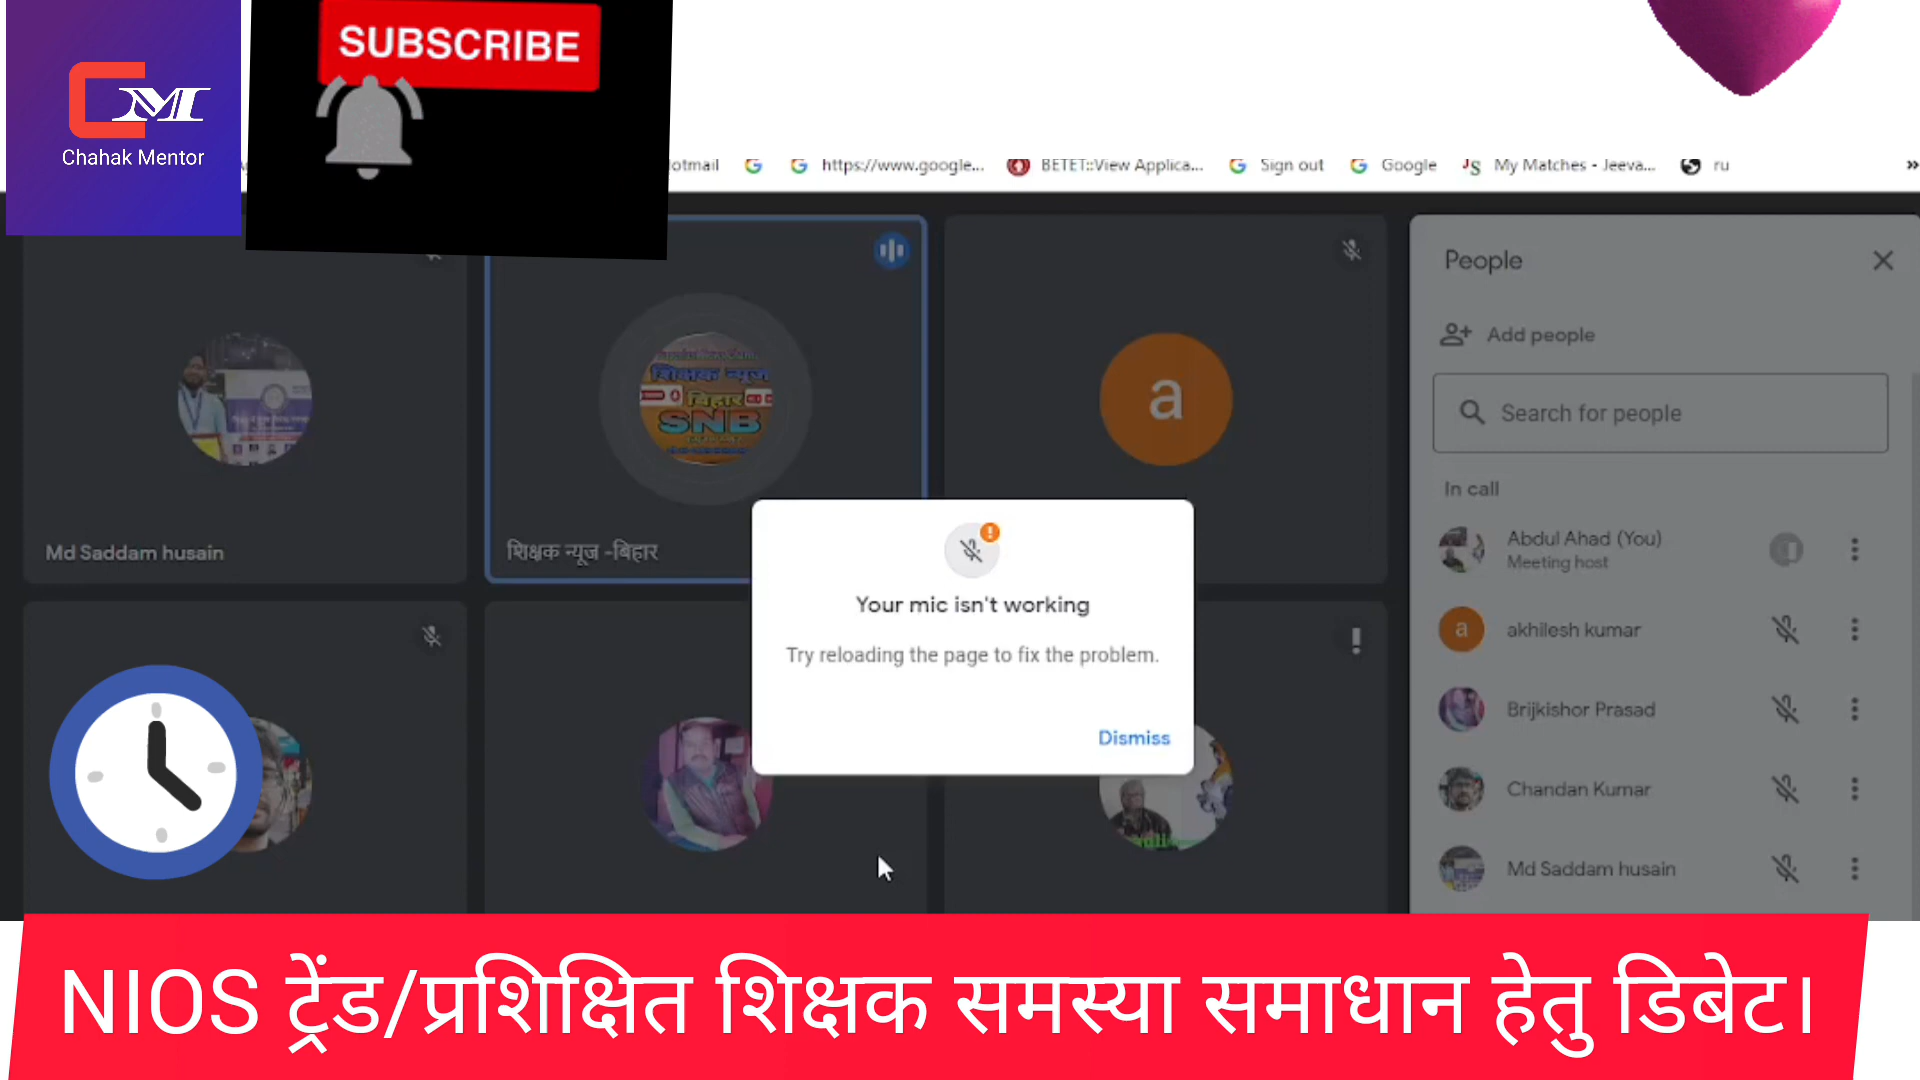 SUBSCRIBE
CM
Chahak Mentor
otmail
https://www.google...
BETET::View Applica...
Sign out
Google
My Matches - Jeeva...
ru
»
People
Add people
Search for people
In call
Abdul Ahad (You)
Meeting host
a
akhilesh kumar
Brijkishor Prasad
Chandan Kumar
Md Saddam husain
शिक्षक न्यूज
बिहार
SNB
a
Md Saddam husain
शिक्षक न्यूज -बिहार
Your mic isn't working
Try reloading the page to fix the problem.
Dismiss
NIOS ट्रेंड/प्रशिक्षित शिक्षक समस्या समाधान हेतु डिबेट।